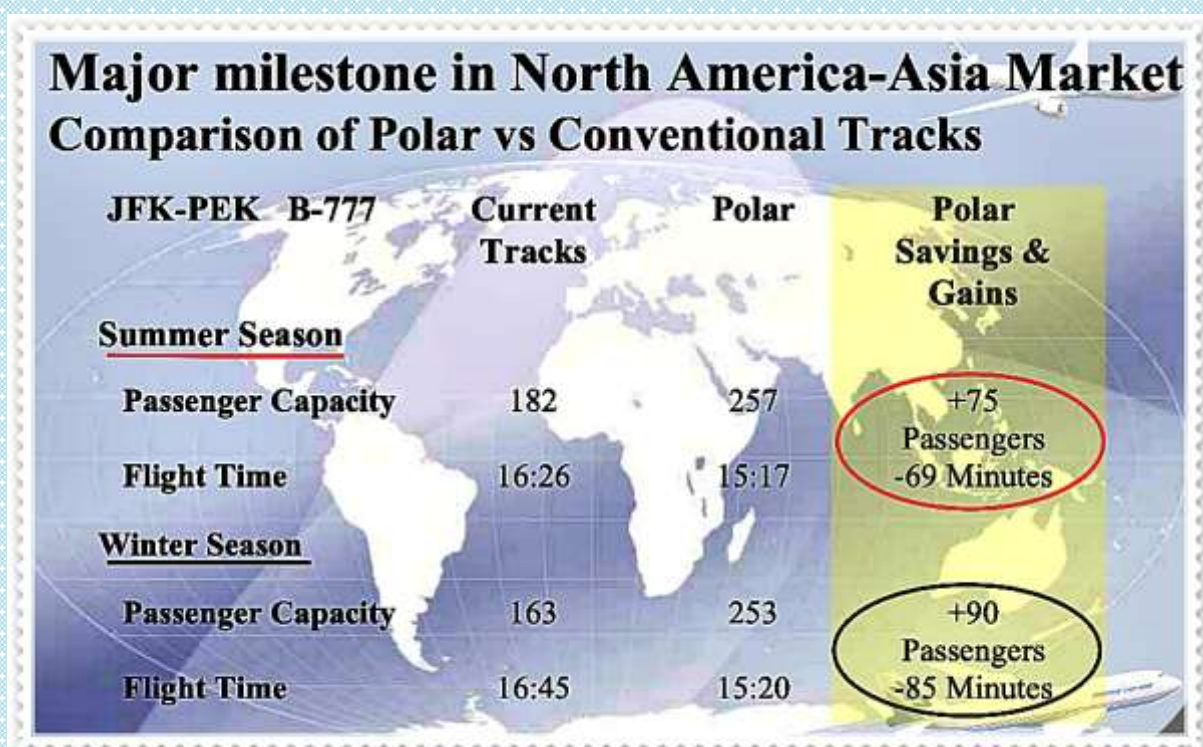 Major milestone in North America-Asia Market
Comparison of Polar vs Conventional Tracks
JFK-PEK B-777 Current Tracks Polar Polar Savings & Gains
Summer Season
Passenger Capacity 182 257 +75 Passengers
Flight Time 16:26 15:17 -69 Minutes
Winter Season
Passenger Capacity 163 253 +90 Passengers
Flight Time 16:45 15:20 -85 Minutes